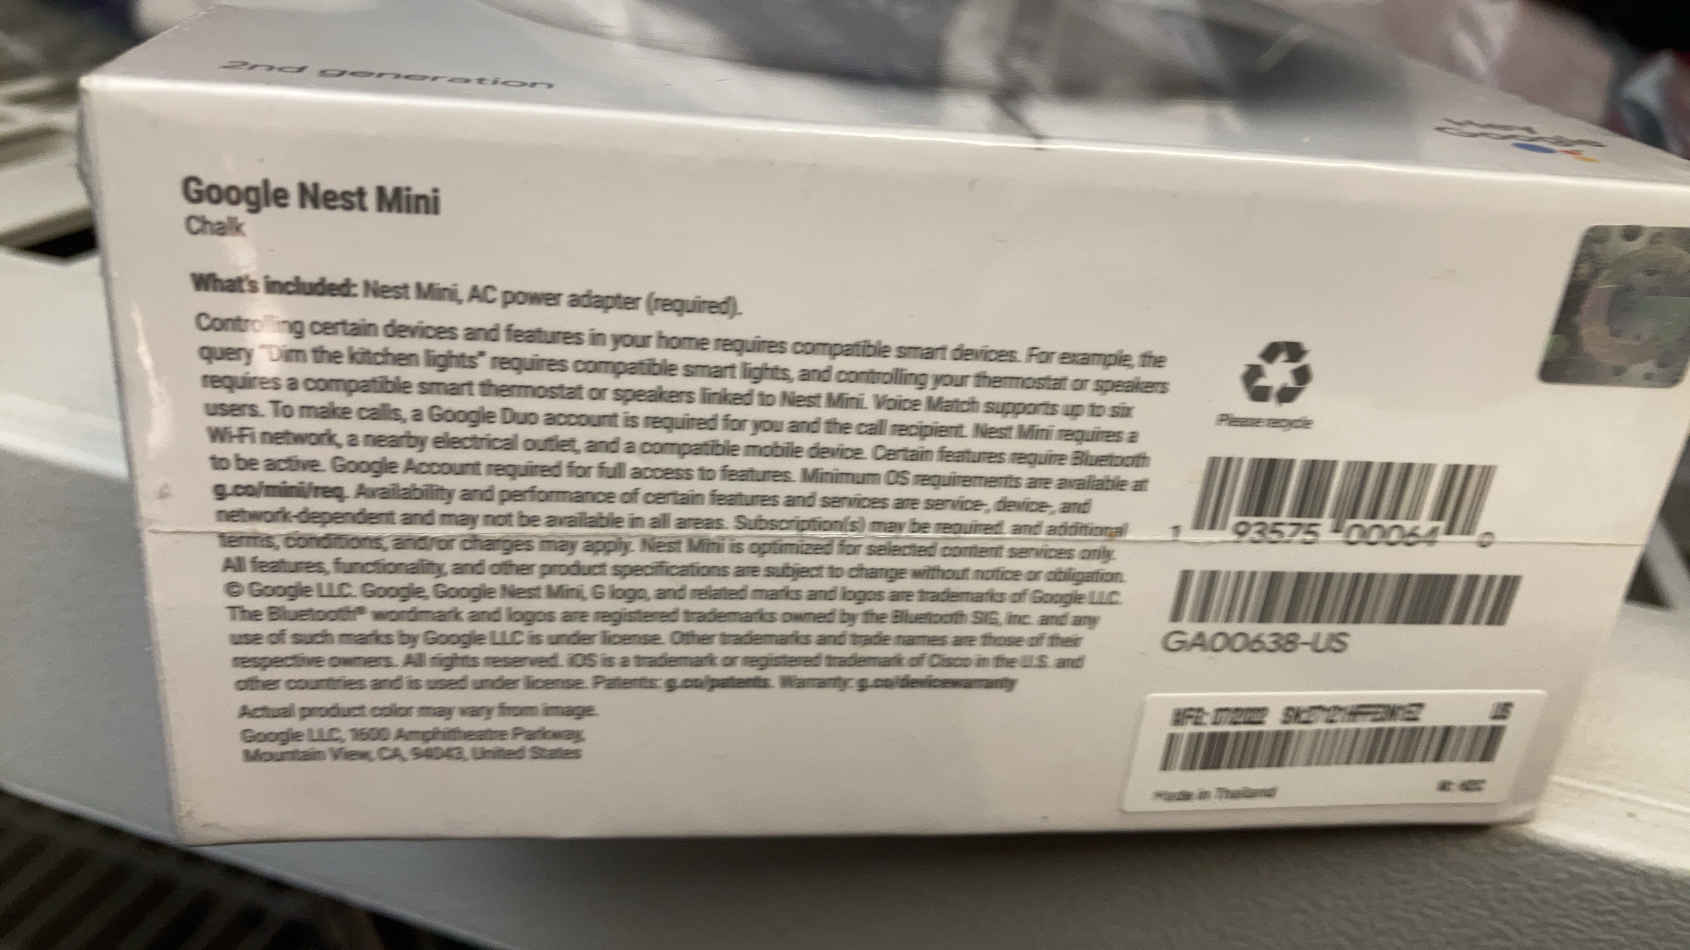 2nd generation
Hey
Google
Google Nest Mini
Chalk
What's included: Nest Mini, AC power adapter (required).
Controlling certain devices and features in your home requires compatible smart devices. For example, the
query "Dim the kitchen lights" requires compatible smart lights, and controlling your thermostat or speakers
requires a compatible smart thermostat or speakers linked to Nest Mini. Voice Match supports up to six
users. To make calls, a Google Duo account is required for you and the call recipient. Nest Mini requires a
Wi-Fi network, a nearby electrical outlet, and a compatible mobile device. Certain features require Bluetooth
to be active. Google Account required for full access to features. Minimum OS requirements are available at
g.co/mini/req. Availability and performance of certain features and services are service-, device-, and
network-dependent and may not be available in all areas. Subscription(s) may be required, and additional
terms, conditions, and/or charges may apply. Nest Mini is optimized for selected content services only.
All features, functionality, and other product specifications are subject to change without notice or obligation.
© Google LLC. Google, Google Nest Mini, G logo, and related marks and logos are trademarks of Google LLC.
The Bluetooth® wordmark and logos are registered trademarks owned by the Bluetooth SIG, Inc. and any
use of such marks by Google LLC is under license. Other trademarks and trade names are those of their
respective owners. All rights reserved. iOS is a trademark or registered trademark of Cisco in the U.S. and
other countries and is used under license. Patents: g.co/patents. Warranty: g.co/devicewarranty
Actual product color may vary from image.
Google LLC, 1600 Amphitheatre Parkway,
Mountain View, CA, 94043, United States
Please recycle
1 93575 00064 0
GA00638-US
US
Made in Thailand